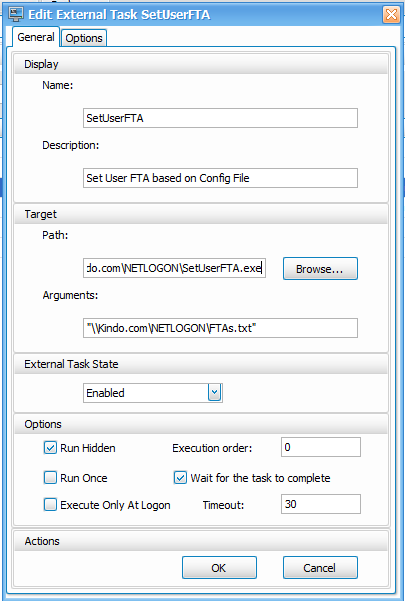 Edit External Task SetUserFTA
General
Options
Display
Name:
SetUserFTA
Description:
Set User FTA based on Config File
Target
Path:
do.com\NETLOGON\SetUserFTA.exe
Browse...
Arguments:
"\\Kindo.com\NETLOGON\FTAs.txt"
External Task State
Enabled
Options
Run Hidden
Execution order:
0
Run Once
Wait for the task to complete
Execute Only At Logon
Timeout:
30
Actions
OK
Cancel